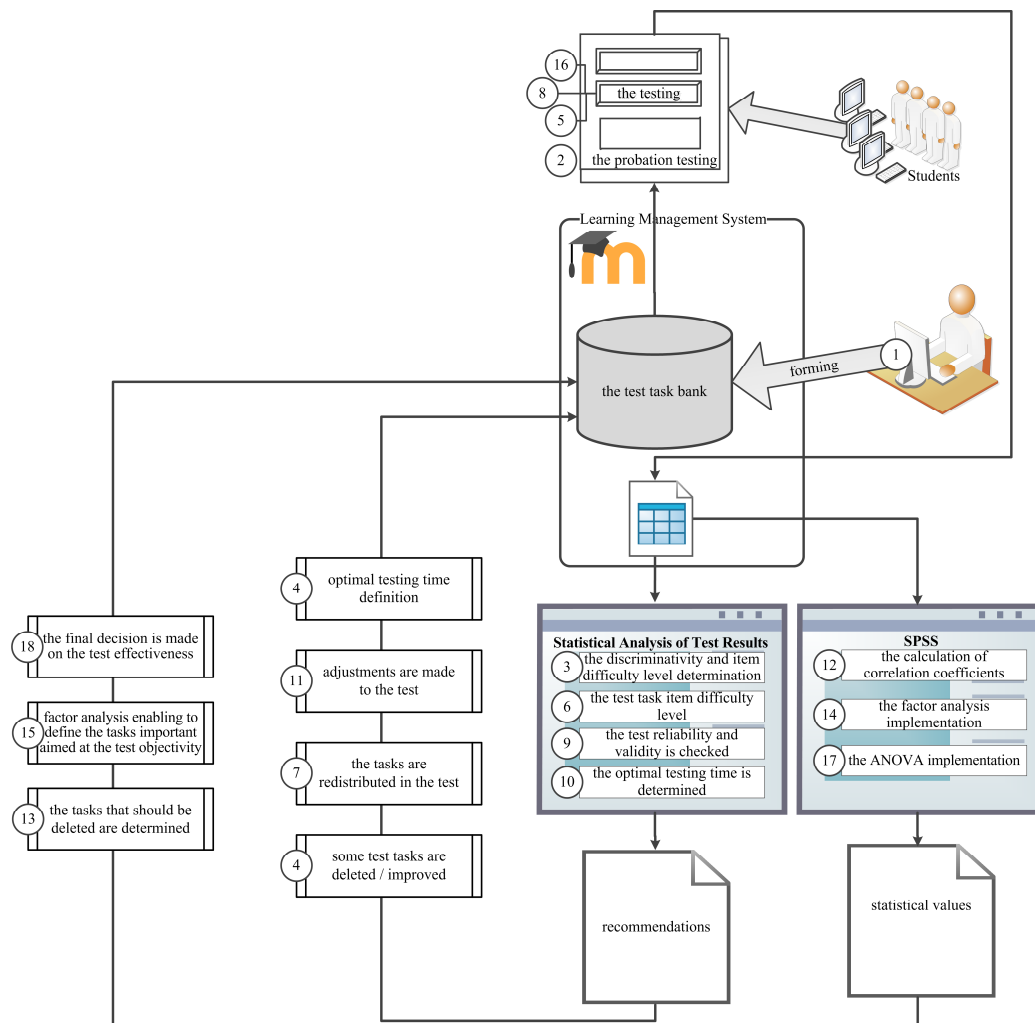 16
8
the testing
5
2
the probation testing
Students
Learning Management System
m
1
forming
the test task bank
4
optimal testing time
definition
18
the final decision is made
on the test effectiveness
11
adjustments are made
to the test
15
factor analysis enabling to
define the tasks important
aimed at the test objectivity
7
the tasks are
redistributed in the test
13
the tasks that should be
deleted are determined
4
some test tasks are
deleted / improved
Statistical Analysis of Test Results
3
the discriminativity and item
difficulty level determination
6
the test task item difficulty
level
9
the test reliability and
validity is checked
10
the optimal testing time is
determined
SPSS
12
the calculation of
correlation coefficients
14
the factor analysis
implementation
17
the ANOVA implementation
recommendations
statistical values